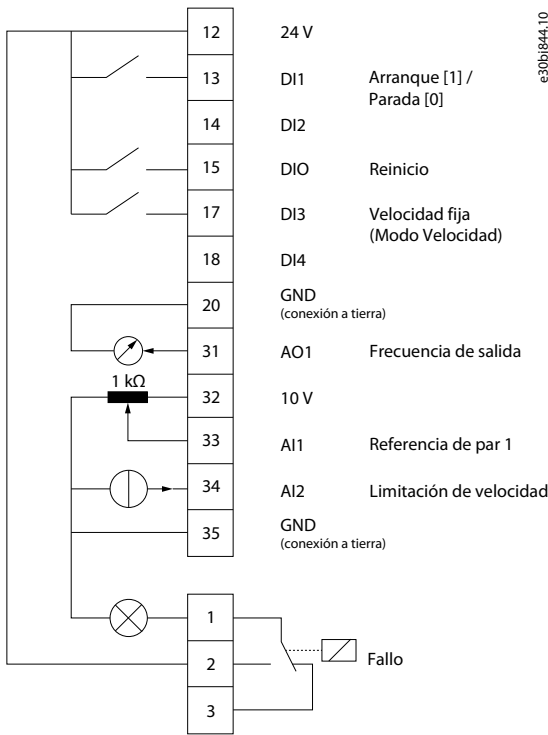 e30bi844.10
12 24 V
13 DI1 Arranque [1] /
Parada [0]
14 DI2
15 DIO Reinicio
17 DI3 Velocidad fija
(Modo Velocidad)
18 DI4
20 GND
(conexión a tierra)
31 AO1 Frecuencia de salida
1 kΩ
32 10 V
33 AI1 Referencia de par 1
34 AI2 Limitación de velocidad
35 GND
(conexión a tierra)
1
2 Fallo
3